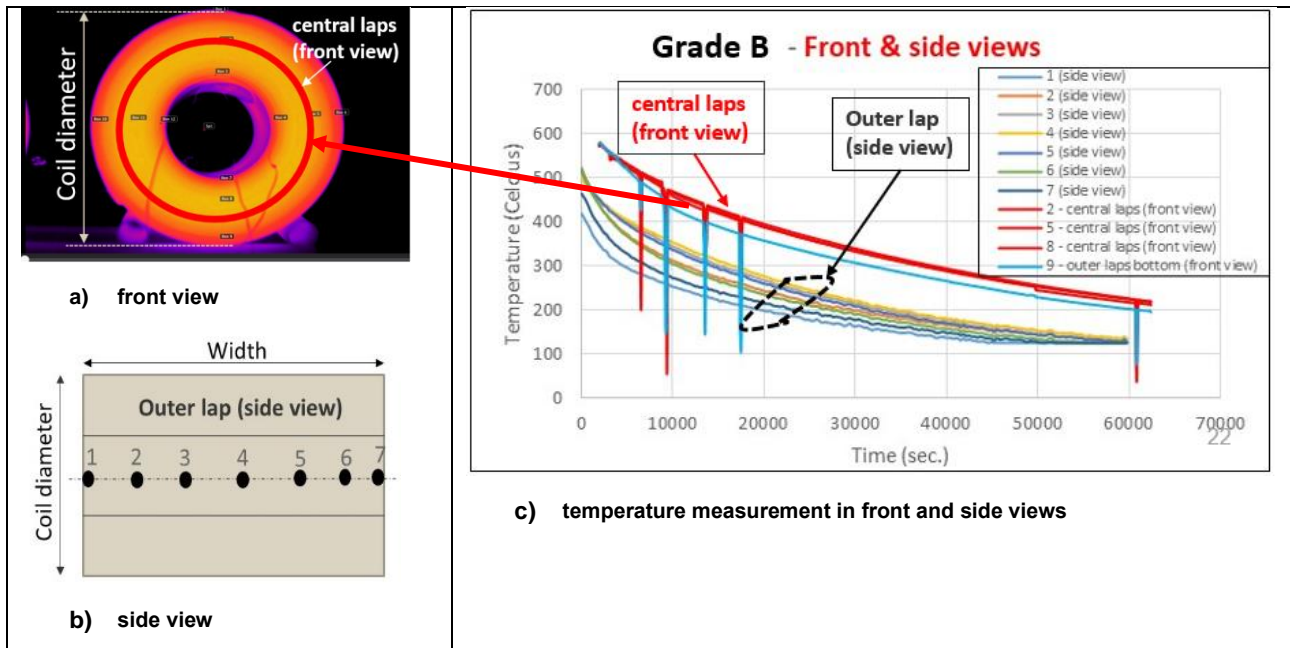 Coil diameter
central laps
(front view)
a) front view
Width
Coil diameter
Outer lap (side view)
1 2 3 4 5 6 7
b) side view
Grade B - Front & side views
Temperature (Celcous)
700
600
500
400
300
200
100
0
0 10000 20000 30000 40000 50000 60000 70000
Time (sec.)
22
central laps
(front view)
Outer lap
(side view)
1 (side view)
2 (side view)
3 (side view)
4 (side view)
5 (side view)
6 (side view)
7 (side view)
2 - central laps (front view)
5 - central laps (front view)
8 - central laps (front view)
9 - outer laps bottom (front view)
c) temperature measurement in front and side views